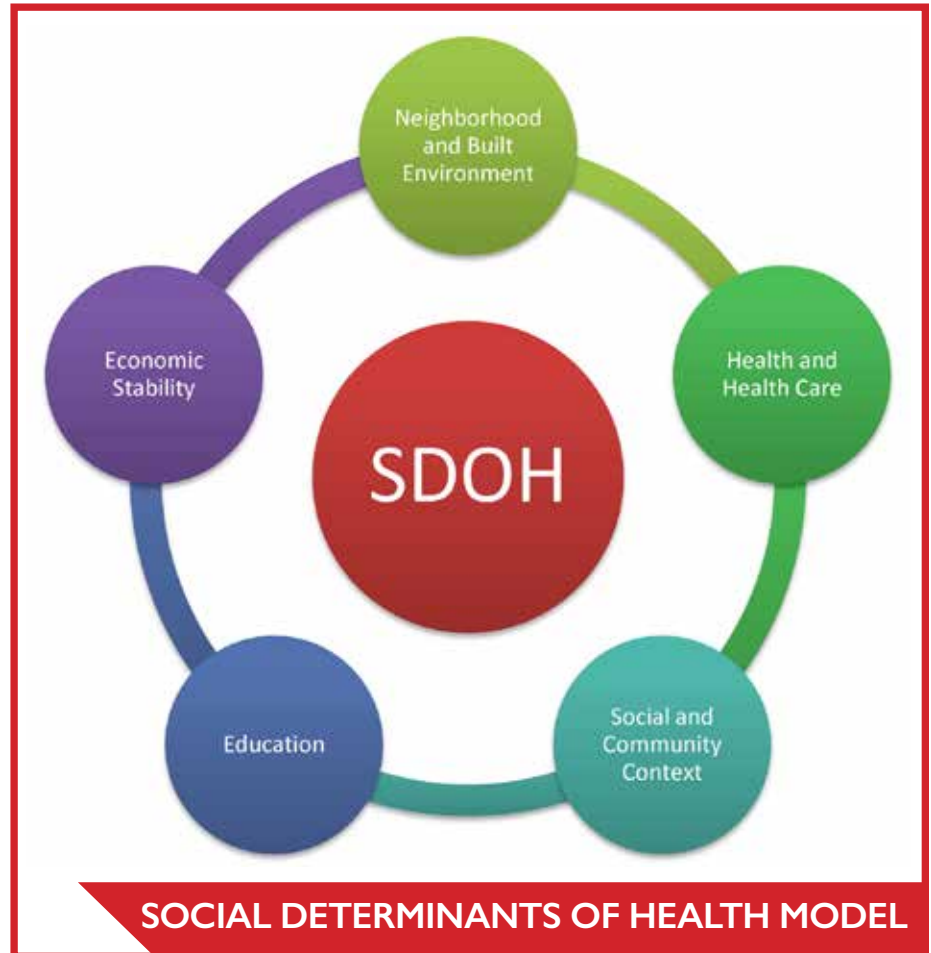 Neighborhood
and Built
Environment
Economic
Stability
Health and
Health Care
SDOH
Education
Social and
Community
Context
SOCIAL DETERMINANTS OF HEALTH MODEL